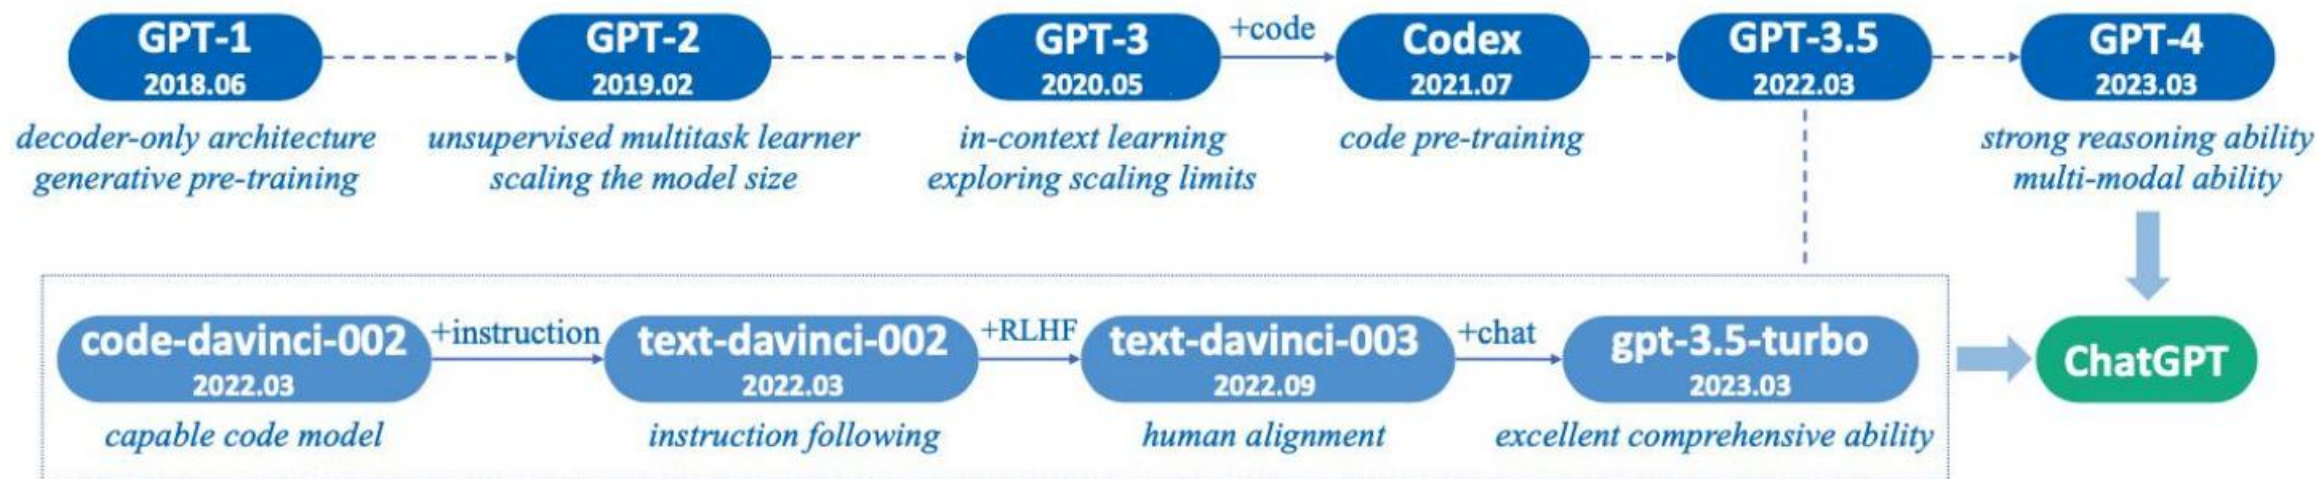 GPT-1
2018.06
decoder-only architecture
generative pre-training
GPT-2
2019.02
unsupervised multitask learner
scaling the model size
GPT-3
2020.05
in-context learning
exploring scaling limits
+code
Codex
2021.07
code pre-training
GPT-3.5
2022.03
GPT-4
2023.03
strong reasoning ability
multi-modal ability
code-davinci-002
2022.03
capable code model
+instruction
text-davinci-002
2022.03
instruction following
+RLHF
text-davinci-003
2022.09
human alignment
+chat
gpt-3.5-turbo
2023.03
excellent comprehensive ability
ChatGPT